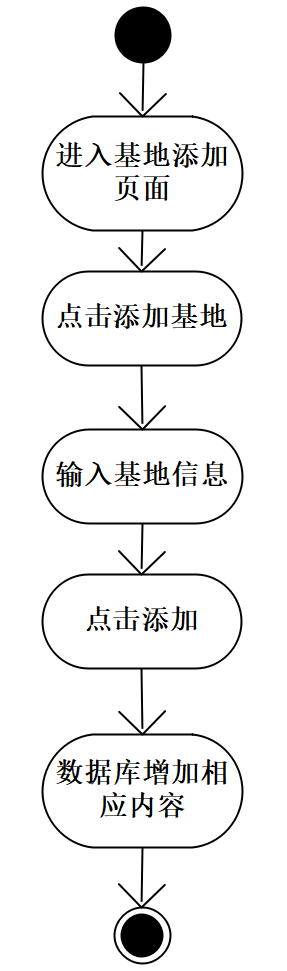 进入基地添加
页面
点击添加基地
输入基地信息
点击添加
数据库增加相
应内容